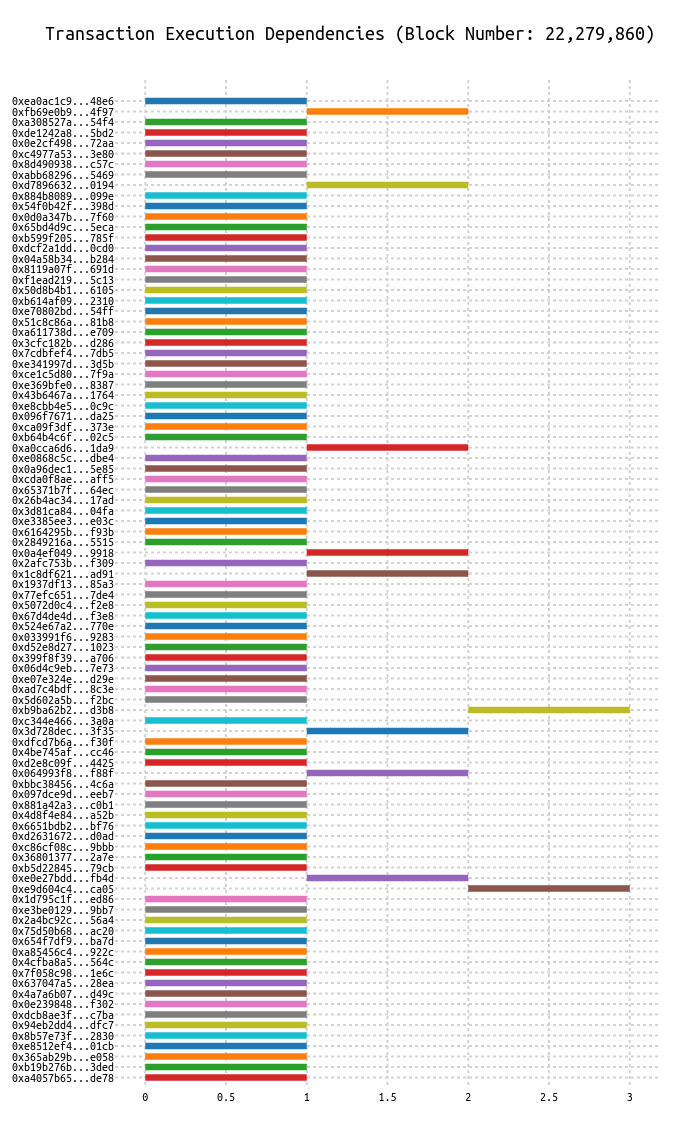 Transaction Execution Dependencies (Block Number: 22,279,860)
0xea0ac1c9...48e6
0xfb69e0b9...4f97
0xa308527a...54f4
0xde1242a8...5bd2
0x0e2cf498...72aa
0xc4977a53...3e80
0x8d490938...c57c
0xabb68296...5469
0xd7896632...0194
0x884b8089...099e
0x54f0b42f...398d
0x0d0a347b...7f60
0x65bd4d9c...5eca
0xb599f205...785f
0xdcf2a1dd...0cd0
0x04a58b34...b284
0x8119a07f...691d
0xf1ead219...5c13
0x50d8b4b1...6105
0xb614af09...2310
0xe70802bd...54ff
0x51c8c86a...81b8
0xa611738d...e709
0x3cfc182b...d286
0x7cdbfef4...7db5
0xe341997d...3d5b
0xce1c5d80...7f9a
0xe369bfe0...8387
0x43b6467a...1764
0xe8cbb4e5...0c9c
0x096f7671...da25
0xca09f3df...373e
0xb64b4c6f...02c5
0xa0cca6d6...1da9
0xe0868c5c...dbe4
0x0a96dec1...5e85
0xcda0f8ae...aff5
0x65371b7f...64ec
0x26b4ac34...17ad
0x3d81ca84...04fa
0xe3385ee3...e03c
0x6164295b...f93b
0x2849216a...5515
0x0a4ef049...9918
0x2afc753b...f309
0x1c8df621...ad91
0x1937df13...85a3
0x77efc651...7de4
0x5072d0c4...f2e8
0x67d4de4d...f3e8
0x524e67a2...770e
0x033991f6...9283
0xd52e8d27...1023
0x399f8f39...a706
0x06d4c9eb...7e73
0xe07e324e...d29e
0xad7c4bdf...8c3e
0x5d602a5b...f2bc
0xb9ba62b2...d3b8
0xc344e466...3a0a
0x3d728dec...3f35
0xdfcd7b6a...f30f
0x4be745af...cc46
0xd2e8c09f...4425
0x064993f8...f88f
0xbbc38456...4c6a
0x097dce9d...eeb7
0x881a42a3...c0b1
0x4d8f4e84...a52b
0x6651bdb2...bf76
0xd2631672...d0ad
0xc86cf08c...9bbb
0x36801377...2a7e
0xb5d22845...79cb
0xe0e27bdd...fb4d
0xe9d604c4...ca05
0x1d795c1f...ed86
0xe3be0129...9bb7
0x2a4bc92c...56a4
0x75d50b68...ac20
0x654f7df9...ba7d
0xa85456c4...922c
0x4cfba8a5...564c
0x7f058c98...1e6c
0x637047a5...28ea
0x4a7a6b07...d49c
0x0e239848...f302
0xdcb8ae3f...c7ba
0x94eb2dd4...dfc7
0x8b57e73f...2830
0xe8512ef4...01cb
0x365ab29b...e058
0xb19b276b...3ded
0xa4057b65...de78
0 0.5 1 1.5 2 2.5 3